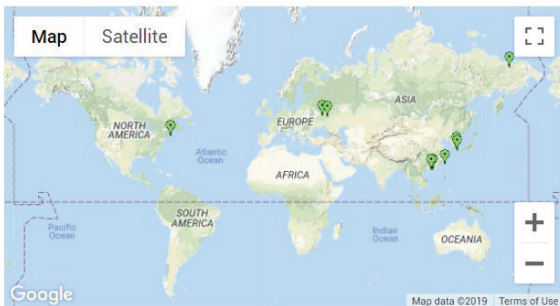 Map Satellite
ASIA
NORTH
AMERICA
EUROPE
Atlantic
Ocean
AFRICA
SOUTH
AMERICA
Pacific
Ocean
Indian
Ocean
OCEANIA
+
−
Google
Map data ©2019 Terms of Use